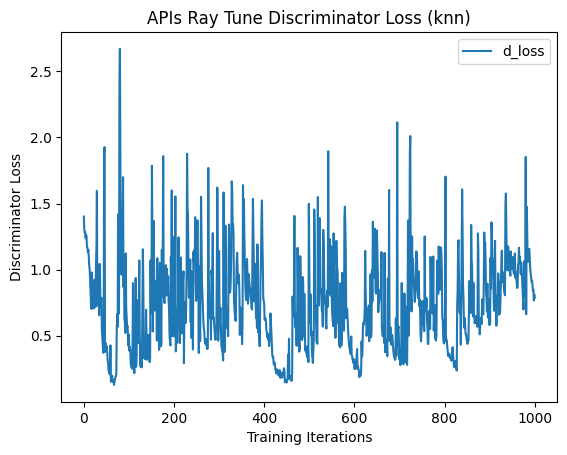 APIs Ray Tune Discriminator Loss (knn)
d_loss
2.5
2.0
1.5
1.0
0.5
Discriminator Loss
0
200
400
600
800
1000
Training Iterations